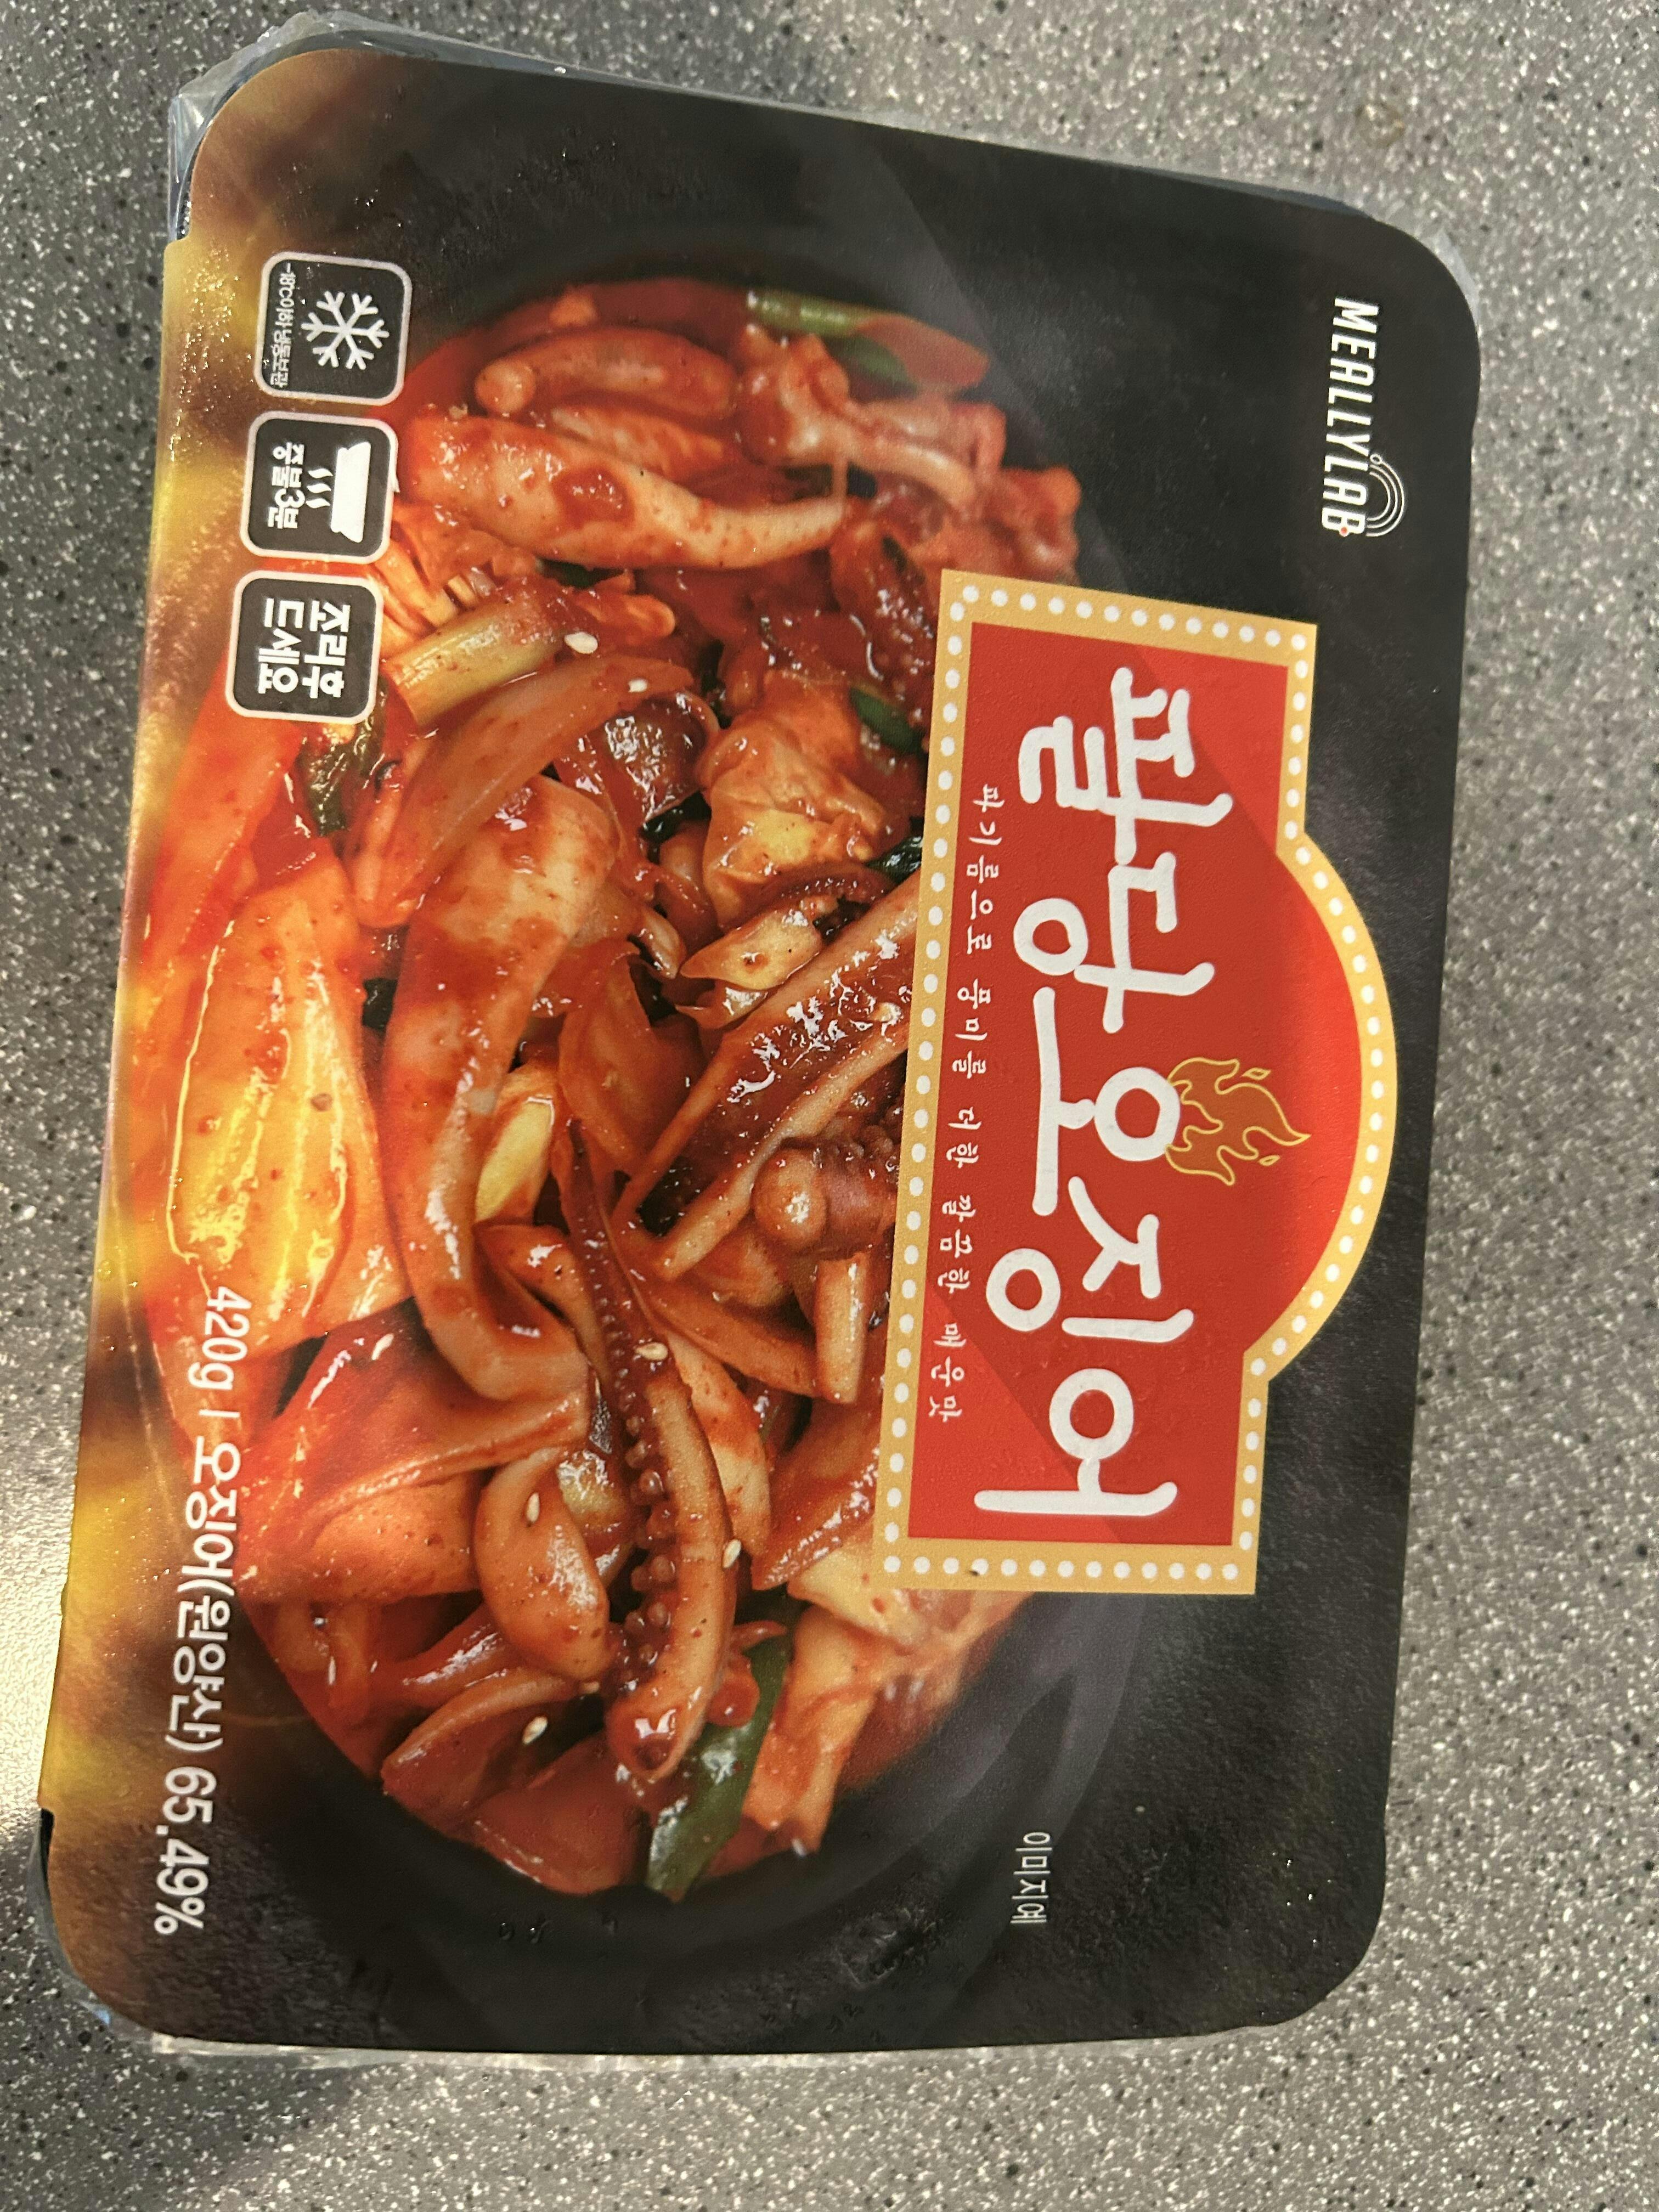 MEALLYLAB
팔당오징어
파기름으로 풍미를 더한 깔끔한 매운맛
이미지예
-18℃이하 냉동보관
중불3분
조리후
드세요
420g | 오징어(원양산) 65.49%